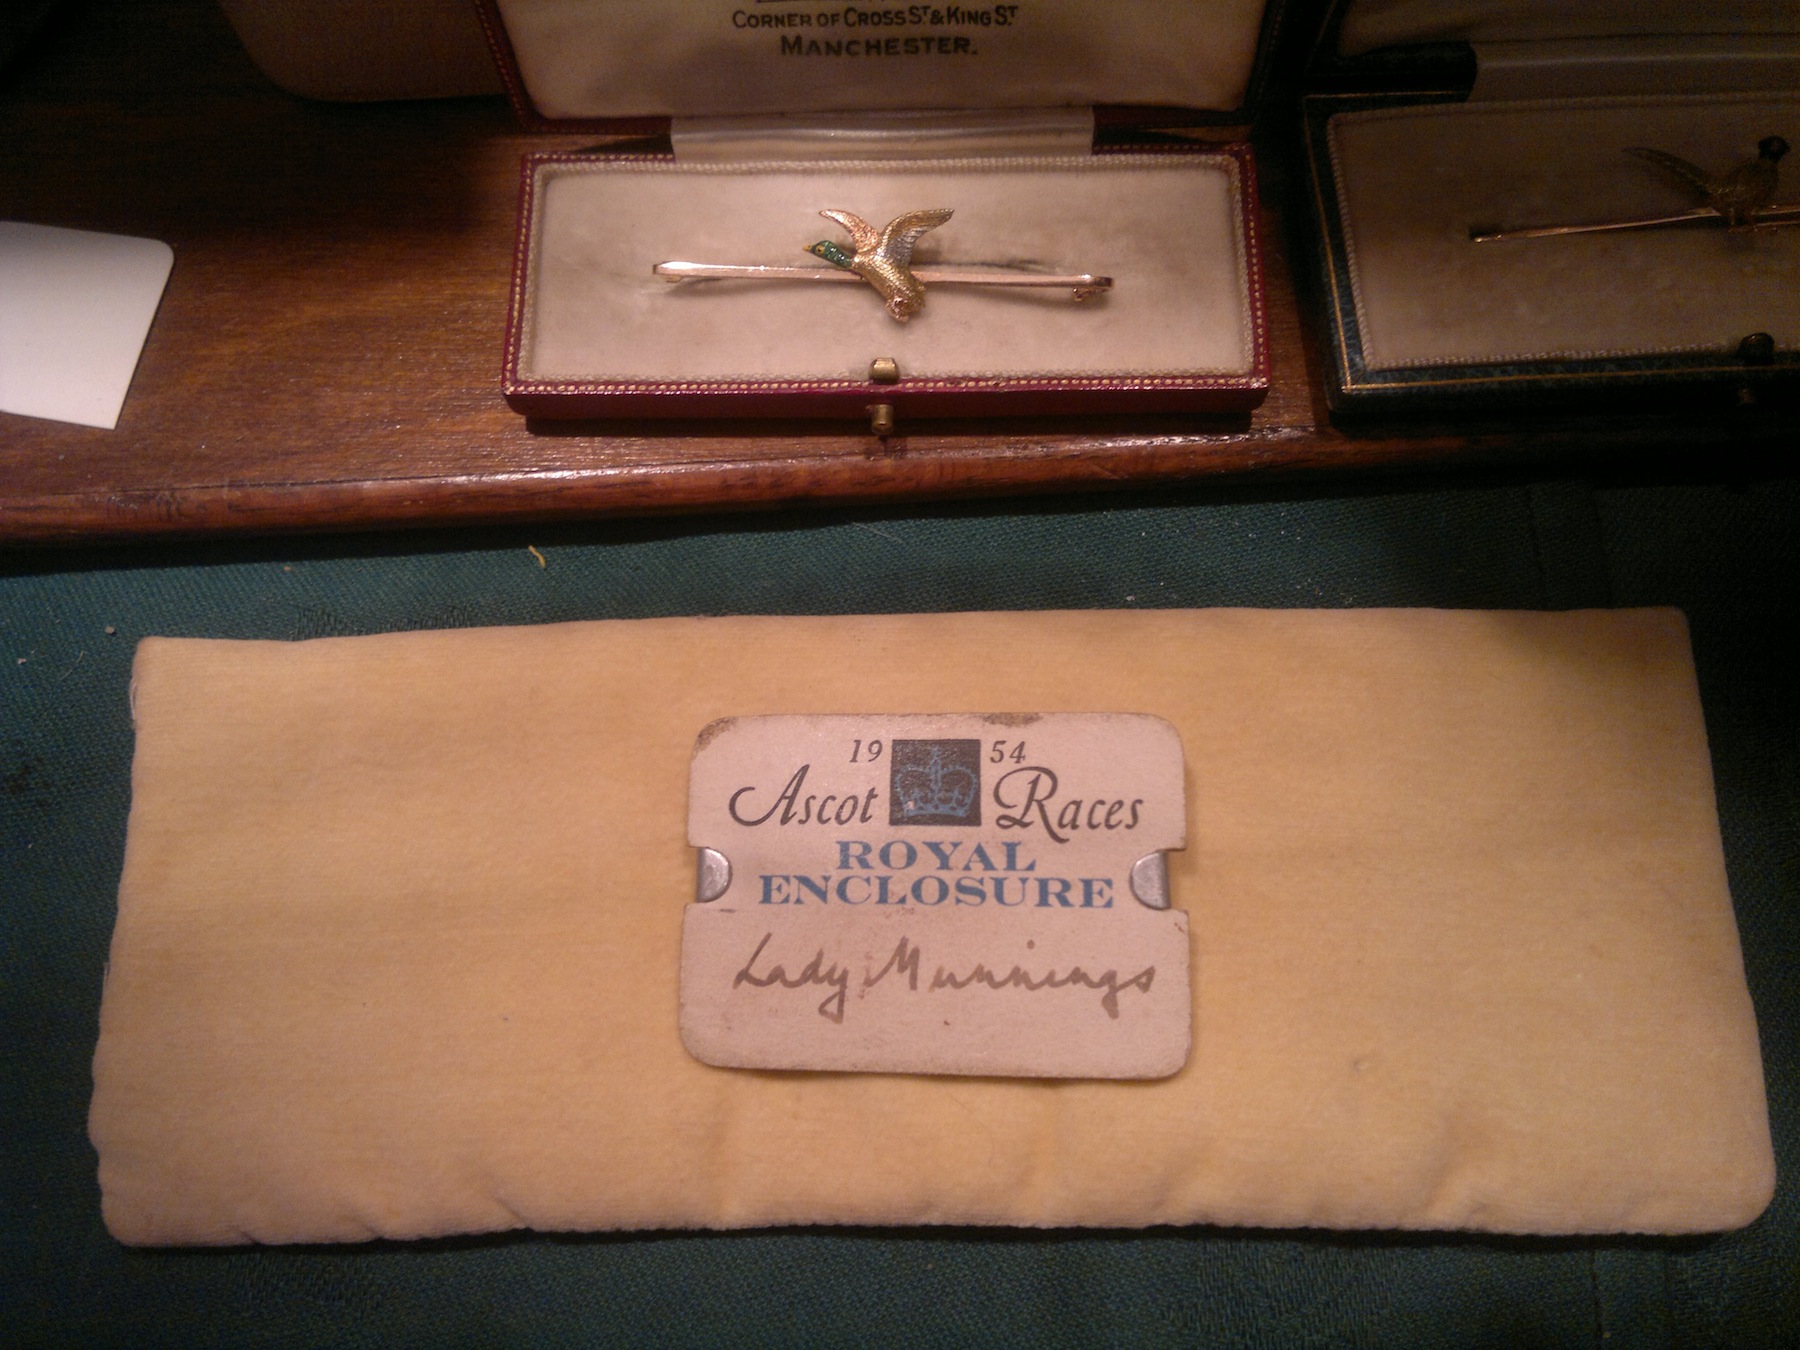 CORNER OF CROSS ST & KING ST
MANCHESTER.
19 54
Ascot Races
ROYAL
ENCLOSURE
Lady Munnings